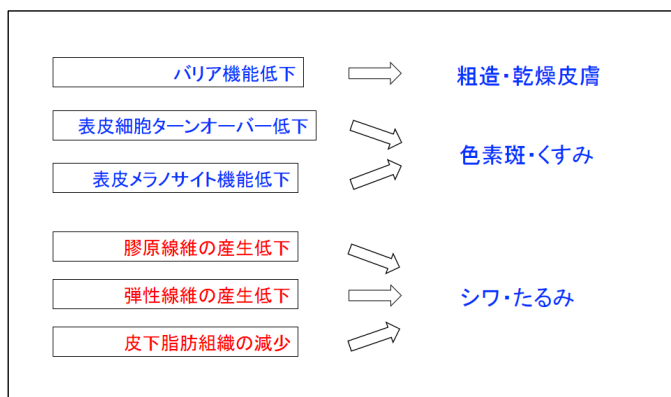 バリア機能低下
粗造・乾燥皮膚
表皮細胞ターンオーバー低下
色素斑・くすみ
表皮メラノサイト機能低下
膠原線維の産生低下
弾性線維の産生低下
シワ・たるみ
皮下脂肪組織の減少